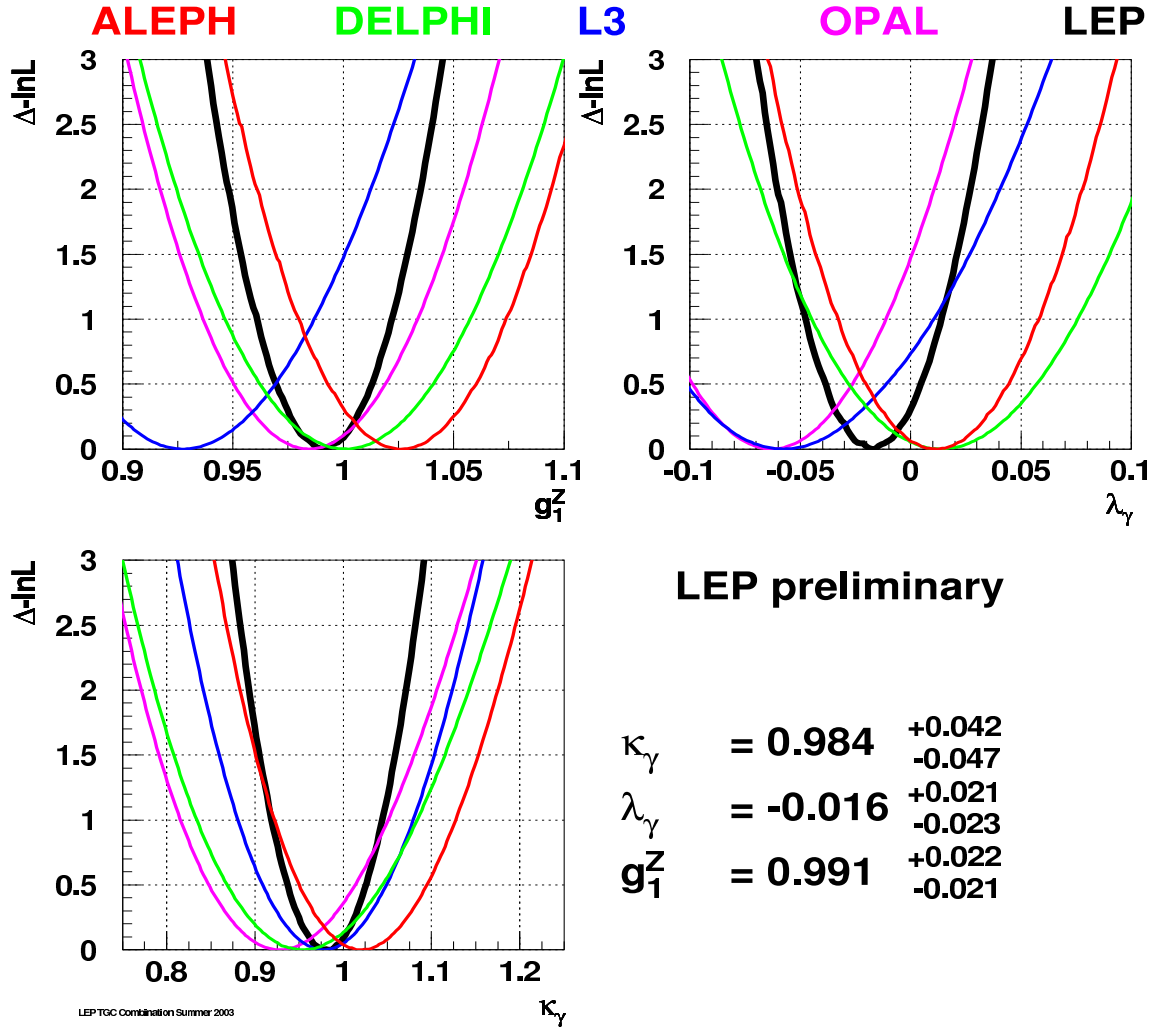 ALEPH DELPHI L3 OPAL LEP
Δ-lnL
3
2.5
2
1.5
1
0.5
0
0.9 0.95 1 1.05 1.1
g₁ᶻ
Δ-lnL
3
2.5
2
1.5
1
0.5
0
-0.1 -0.05 0 0.05 0.1
λᵧ
Δ-lnL
3
2.5
2
1.5
1
0.5
0
0.8 0.9 1 1.1 1.2
κᵧ
LEP preliminary
κᵧ = 0.984 +0.042 -0.047
λᵧ = -0.016 +0.021 -0.023
g₁ᶻ = 0.991 +0.022 -0.021
LEP TGC Combination Summer 2003